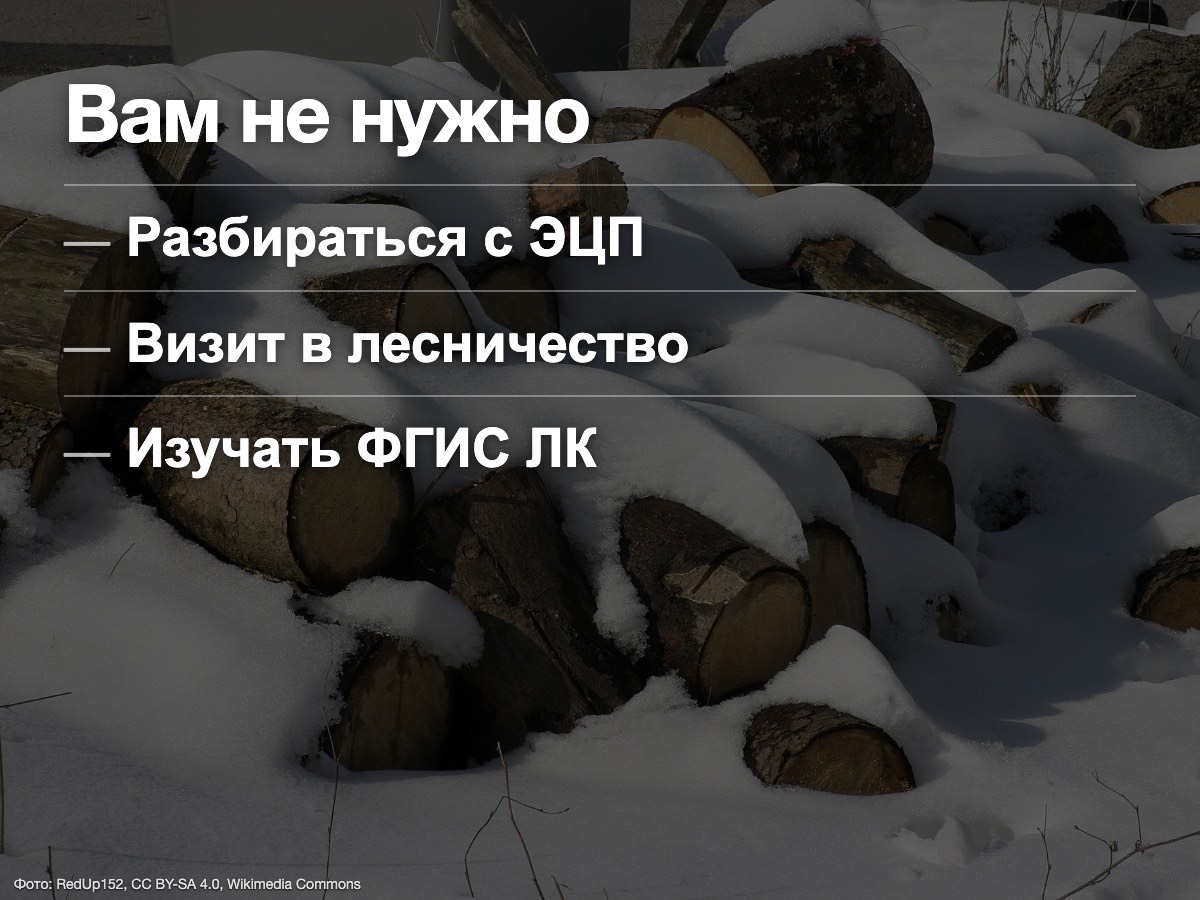 Вам не нужно
— Разбираться с ЭЦП
— Визит в лесничество
— Изучать ФГИС ЛК
Фото: RedUp152, CC BY-SA 4.0, Wikimedia Commons